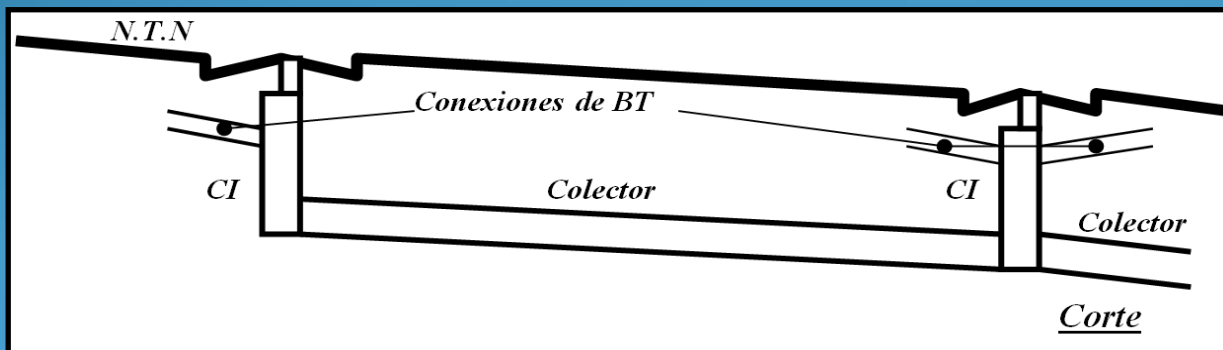 N.T.N
Conexiones de BT
CI
Colector
CI
Colector
Corte